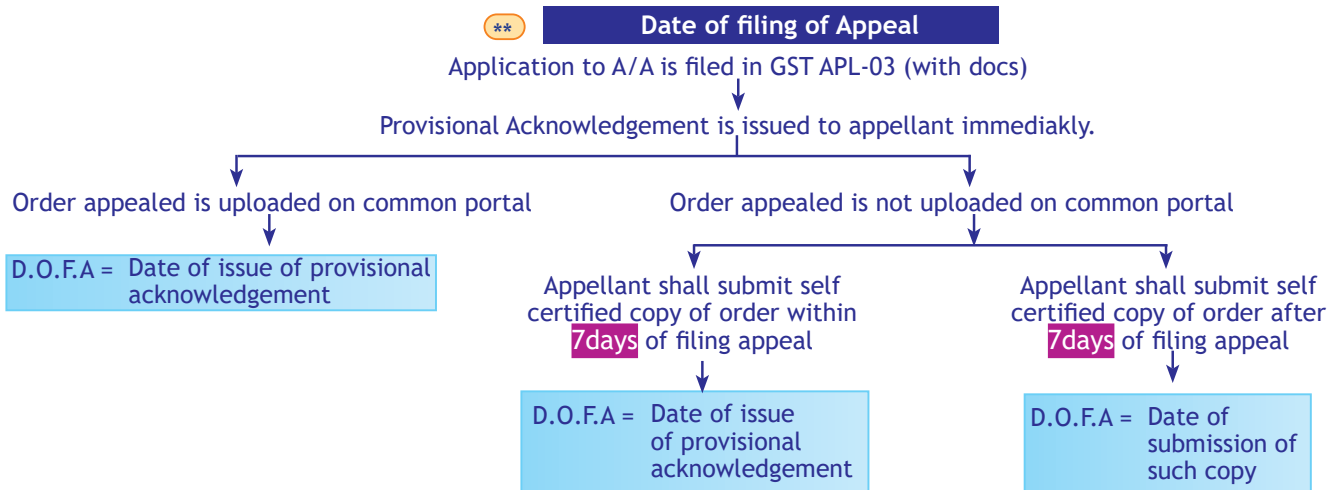 **
Date of filing of Appeal
Application to A/A is filed in GST APL-03 (with docs)
Provisional Acknowledgement is issued to appellant immediakly.
Order appealed is uploaded on common portal
Order appealed is not uploaded on common portal
D.O.F.A = Date of issue of provisional
acknowledgement
Appellant shall submit self
certified copy of order within
7days of filing appeal
Appellant shall submit self
certified copy of order after
7days of filing appeal
D.O.F.A = Date of issue
of provisional
acknowledgement
D.O.F.A = Date of
submission of
such copy